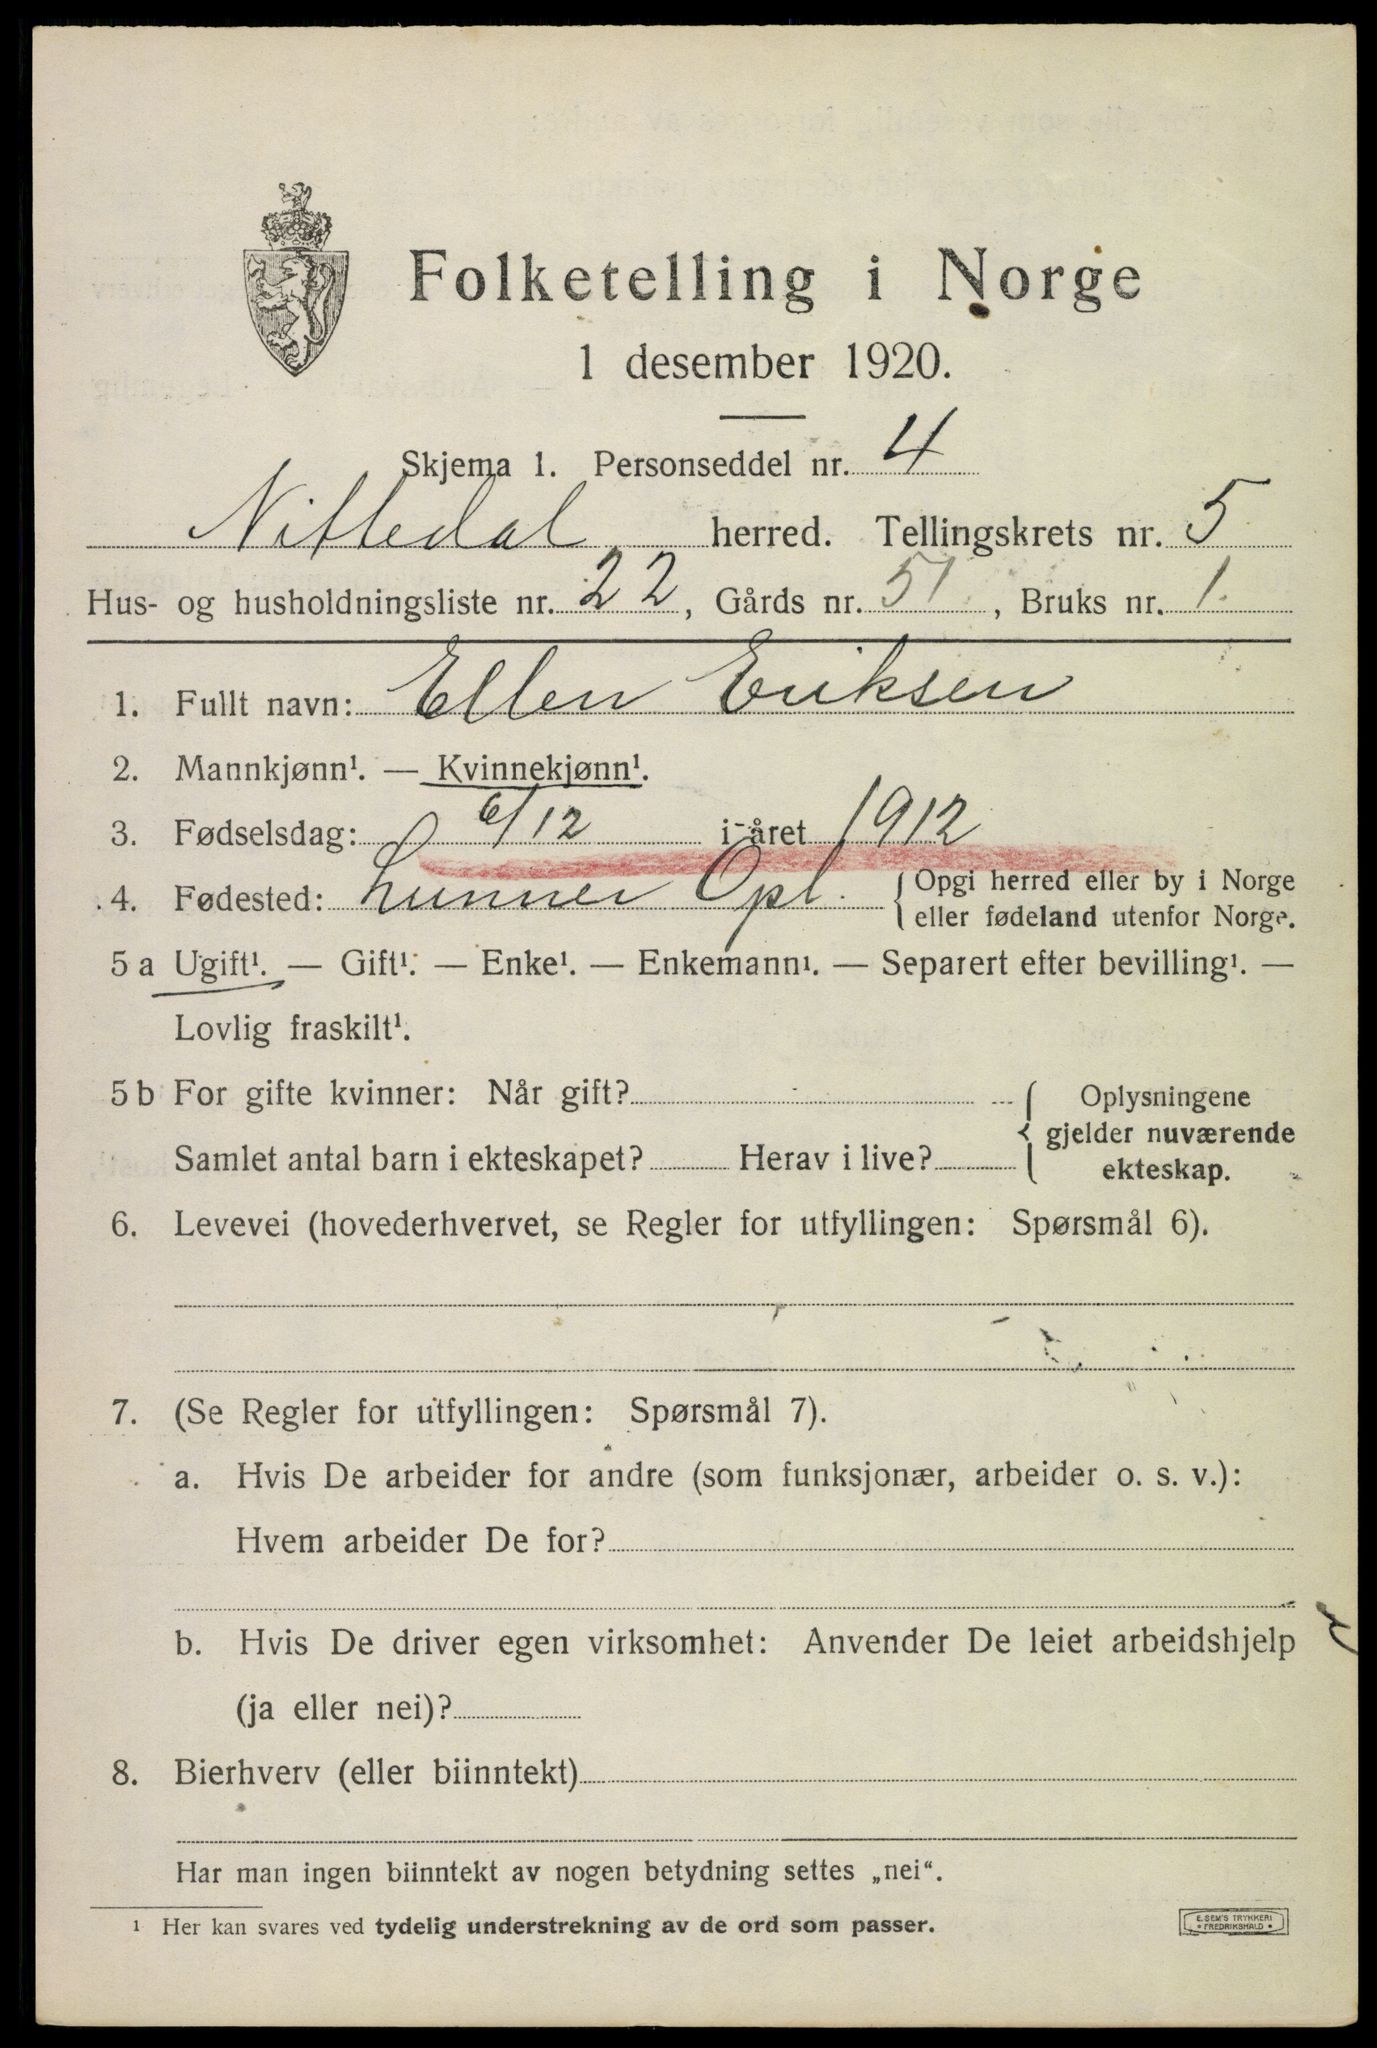 Folketelling i Norge
1 desember 1920.
Skjema 1. Personseddel nr. 4
Nittedal herred. Tellingskrets nr. 5
Hus- og husholdningsliste nr. 22, Gårds nr. 51, Bruks nr. 1.
1. Fullt navn: Ellen Eriksen
2. Mannkjønn¹. — Kvinnekjønn¹.
3. Fødselsdag: 6/12 i året 1912
4. Fødested: Lunner Opl. { Opgi herred eller by i Norge
eller fødeland utenfor Norge.
5 a Ugift¹. — Gift¹. — Enke¹. — Enkemann¹. — Separert efter bevilling¹. —
Lovlig fraskilt¹.
5 b For gifte kvinner: Når gift?
Samlet antal barn i ekteskapet? Herav i live?
Oplysningene
gjelder nuværende
ekteskap.
6. Levevei (hovederhvervet, se Regler for utfyllingen: Spørsmål 6).
7. (Se Regler for utfyllingen: Spørsmål 7).
a. Hvis De arbeider for andre (som funksjonær, arbeider o. s. v.):
Hvem arbeider De for?
b. Hvis De driver egen virksomhet: Anvender De leiet arbeidshjelp
(ja eller nei)?
8. Bierhverv (eller biinntekt)
Har man ingen biinntekt av nogen betydning settes „nei“.
¹ Her kan svares ved tydelig understrekning av de ord som passer.
E. SEM'S TRYKKERI
* FREDRIKSHALD *